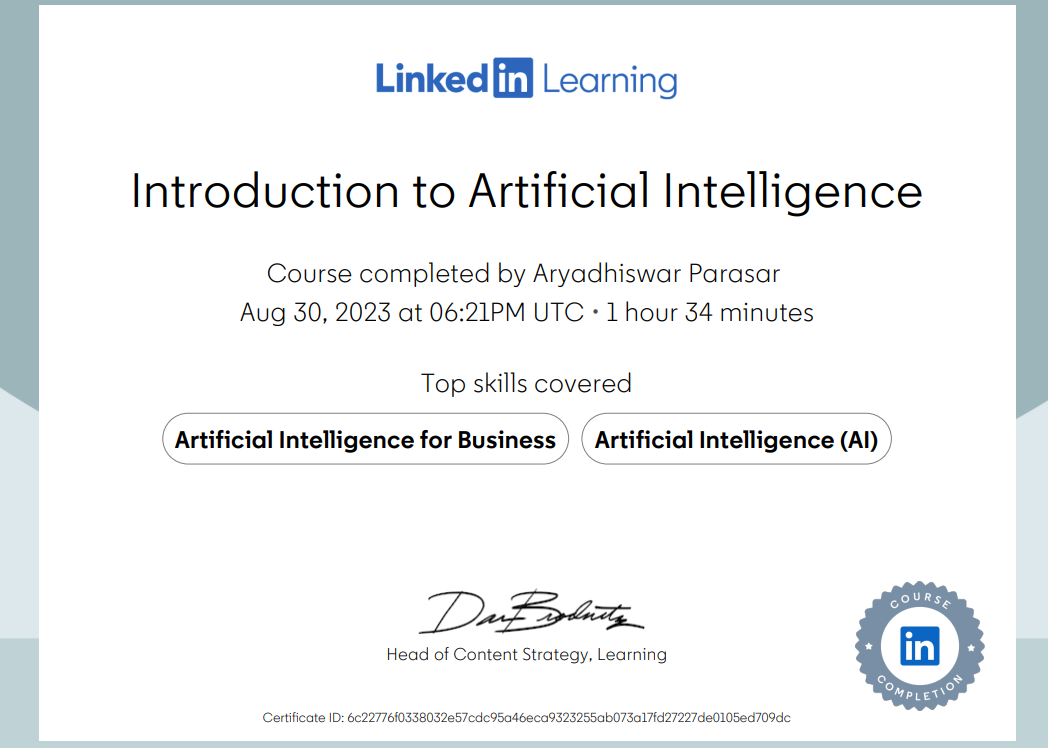 Linked in Learning
Introduction to Artificial Intelligence
Course completed by Aryadhiswar Parasar
Aug 30, 2023 at 06:21PM UTC • 1 hour 34 minutes
Top skills covered
Artificial Intelligence for Business
Artificial Intelligence (AI)
Dan Brodnitz
Head of Content Strategy, Learning
COURSE
in
COMPLETION
Certificate ID: 6c22776f0338032e57cdc95a46eca9323255ab073a17fd27227de0105ed709dc